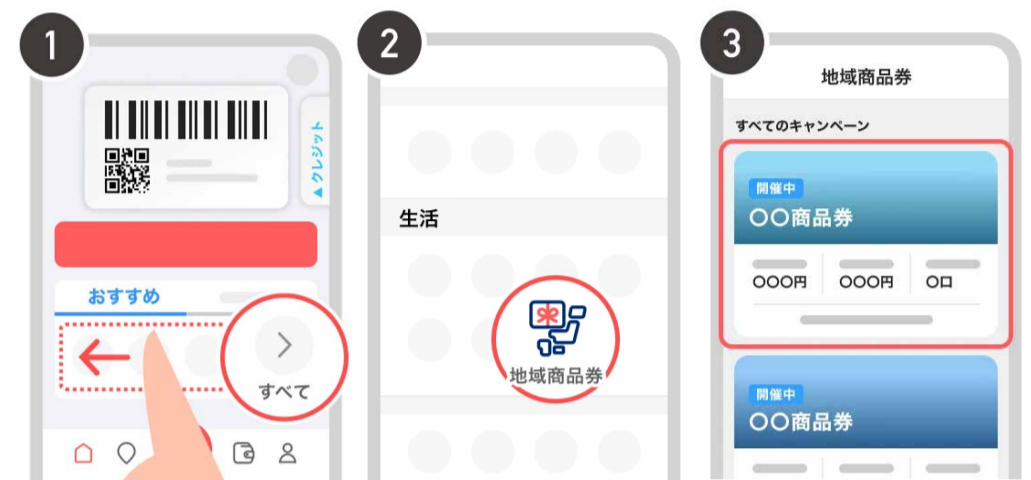 1
▲クレジット
おすすめ
すべて
2
生活
地域商品券
3
地域商品券
すべてのキャンペーン
開催中
〇〇商品券
〇〇〇円
〇〇〇円
〇口
開催中
〇〇商品券